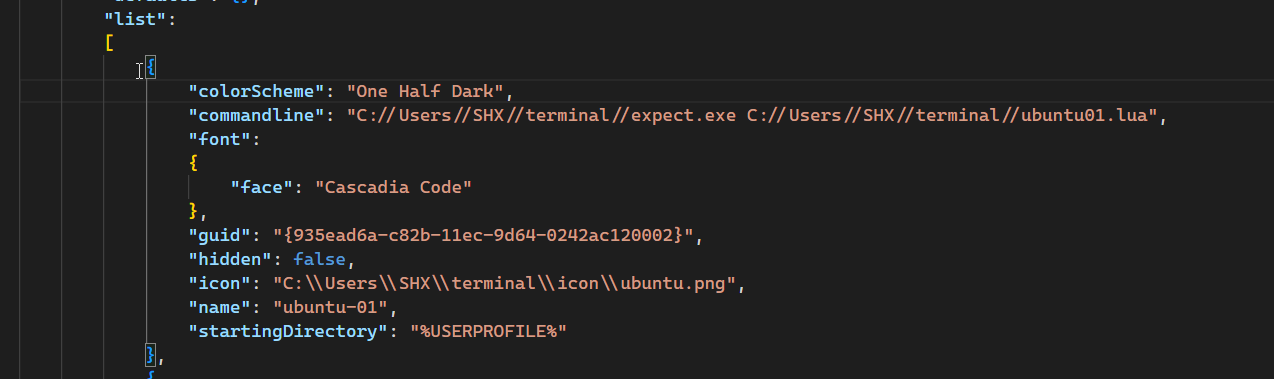 "list":
[
{
"colorScheme": "One Half Dark",
"commandline": "C://Users//SHX//terminal//expect.exe C://Users//SHX//terminal//ubuntu01.lua",
"font":
{
"face": "Cascadia Code"
},
"guid": "{935ead6a-c82b-11ec-9d64-0242ac120002}",
"hidden": false,
"icon": "C:\\Users\\SHX\\terminal\\icon\\ubuntu.png",
"name": "ubuntu-01",
"startingDirectory": "%USERPROFILE%"
},
{